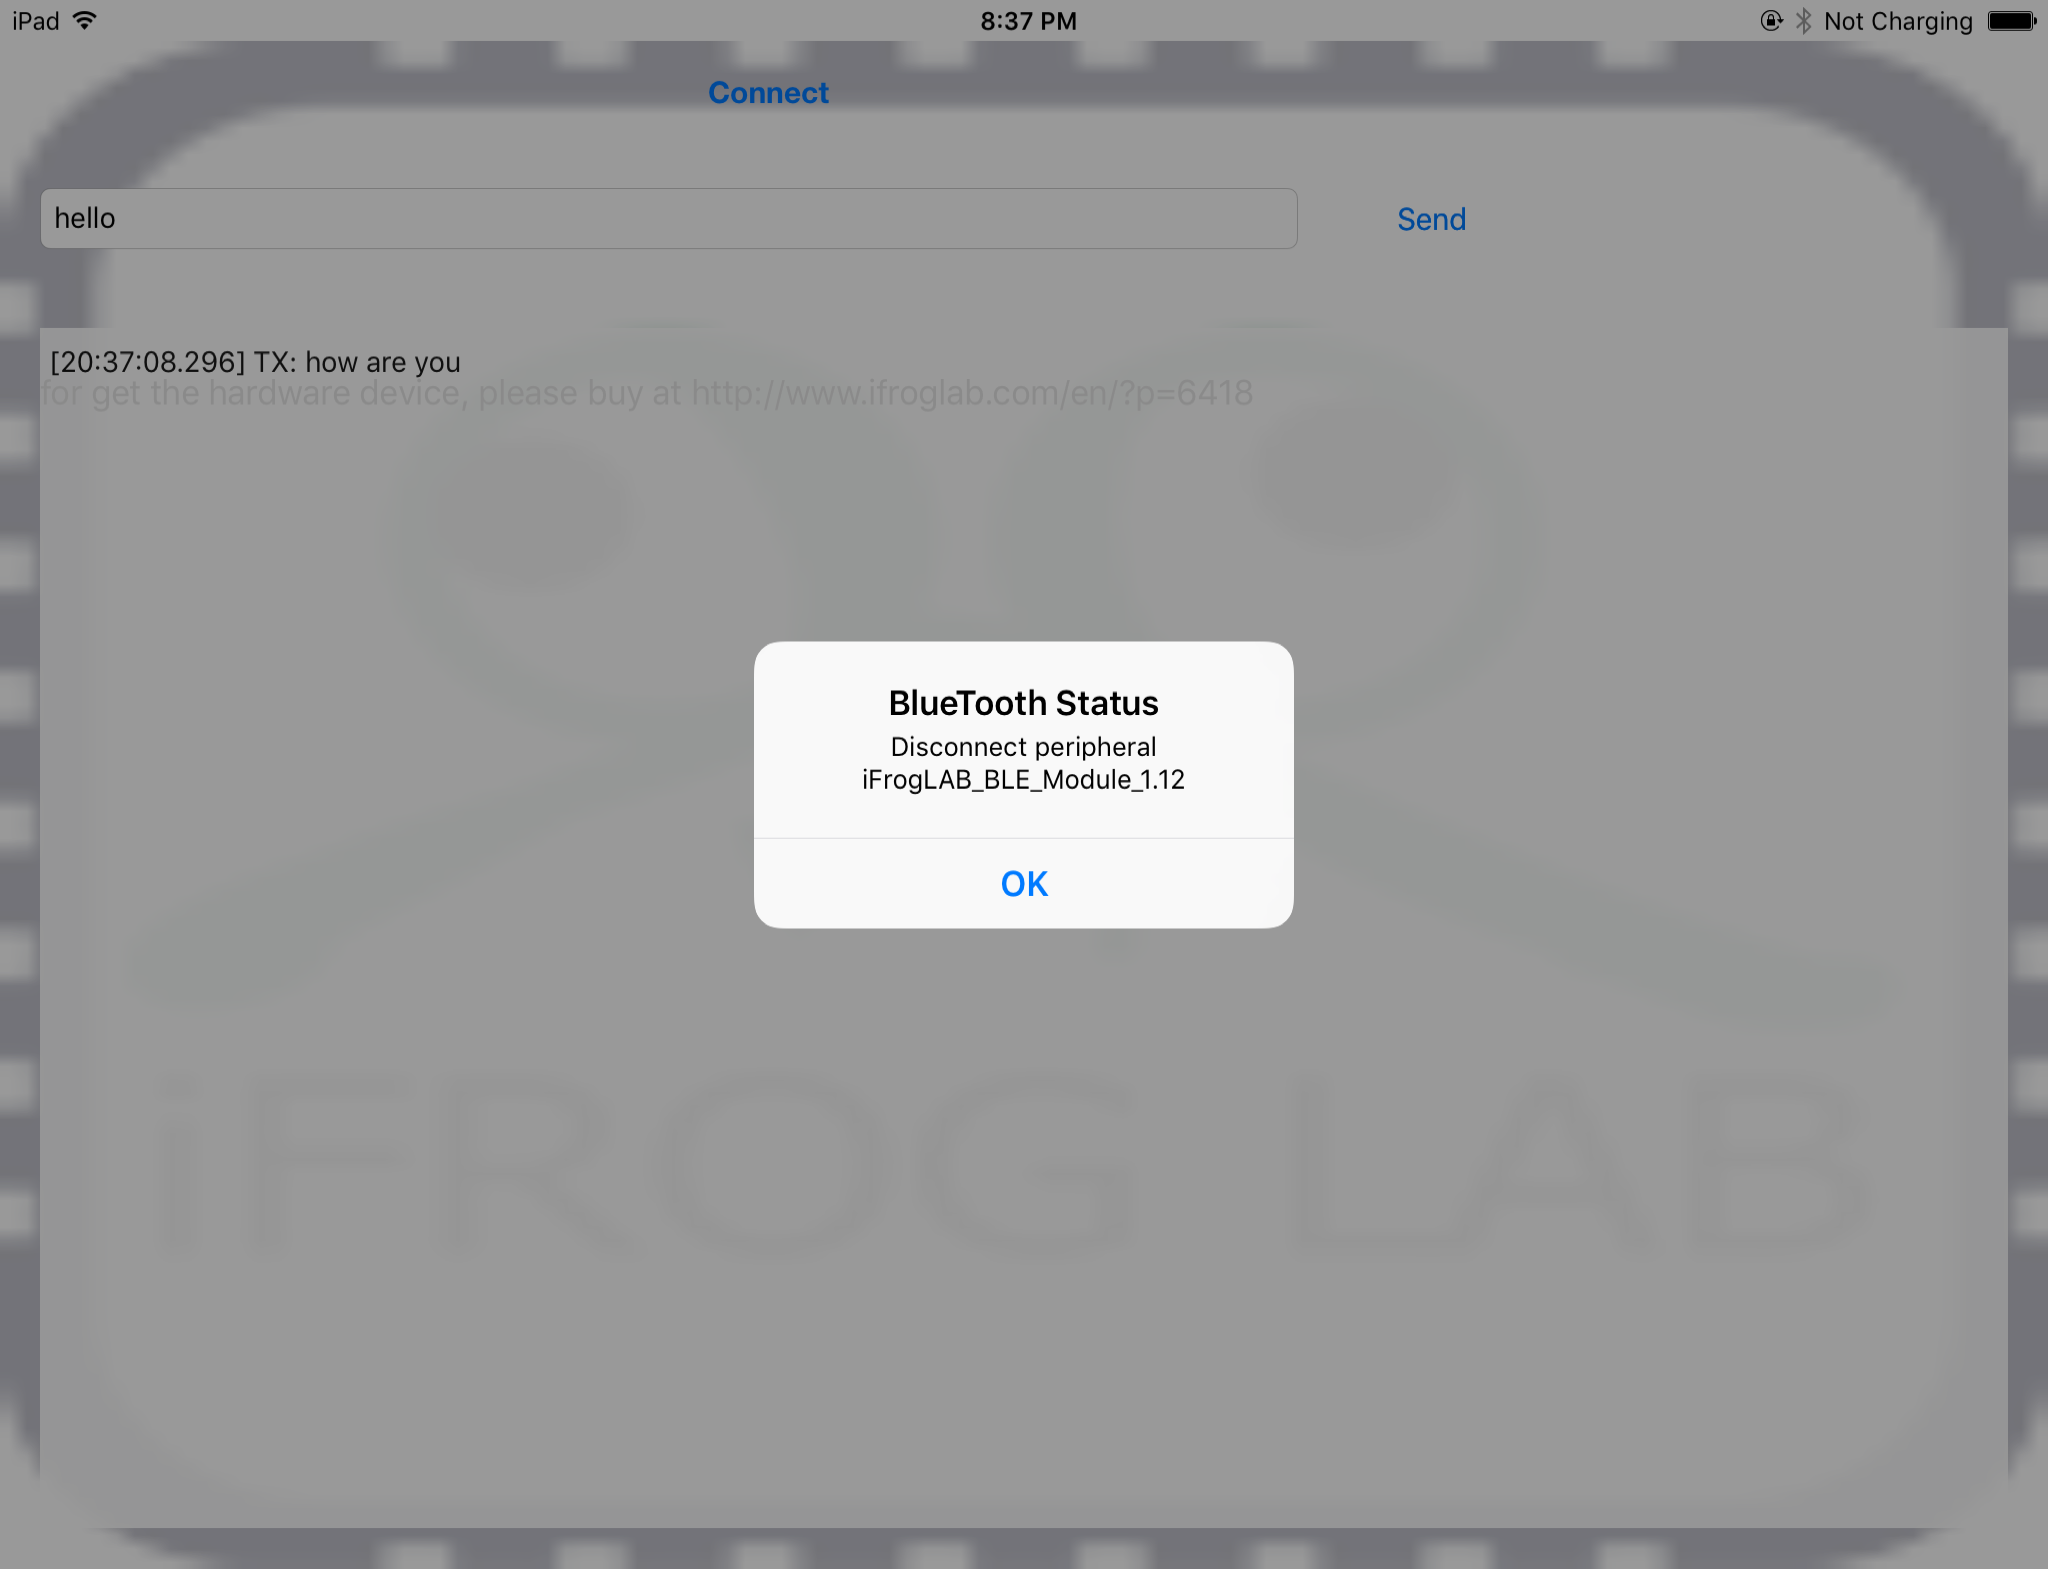 iPad
8:37 PM
Not Charging
Connect
hello
Send
[20:37:08.296] TX: how are you
for get the hardware device, please buy at http://www.ifroglab.com/en/?p=6418
BlueTooth Status
Disconnect peripheral
iFrogLAB_BLE_Module_1.12
OK
iFROG LAB